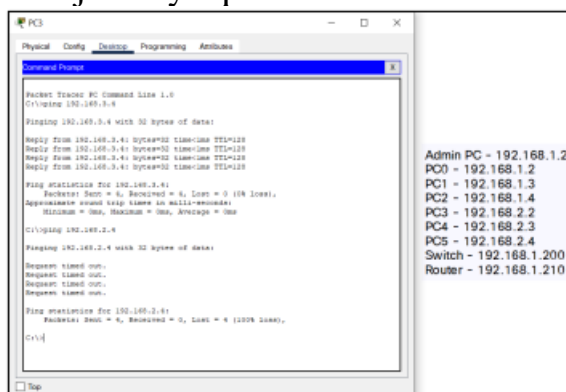 PC3
Physical Config Desktop Programming Attributes
Command Prompt
X
Packet Tracer PC Command Line 1.0
C:\>ping 192.168.3.4
Pinging 192.168.3.4 with 32 bytes of data:
Reply from 192.168.3.4: bytes=32 time<1ms TTL=128
Reply from 192.168.3.4: bytes=32 time<1ms TTL=128
Reply from 192.168.3.4: bytes=32 time<1ms TTL=128
Reply from 192.168.3.4: bytes=32 time<1ms TTL=128
Ping statistics for 192.168.3.4:
Packets: Sent = 4, Received = 4, Lost = 0 (0% loss),
Approximate round trip times in milli-seconds:
Minimum = 0ms, Maximum = 0ms, Average = 0ms
C:\>ping 192.168.2.4
Pinging 192.168.2.4 with 32 bytes of data:
Request timed out.
Request timed out.
Request timed out.
Request timed out.
Ping statistics for 192.168.2.4:
Packets: Sent = 4, Received = 0, Lost = 4 (100% loss),
C:\>
Top
Admin PC - 192.168.1.2
PC0 - 192.168.1.2
PC1 - 192.168.1.3
PC2 - 192.168.1.4
PC3 - 192.168.2.2
PC4 - 192.168.2.3
PC5 - 192.168.2.4
Switch - 192.168.1.200
Router - 192.168.1.210